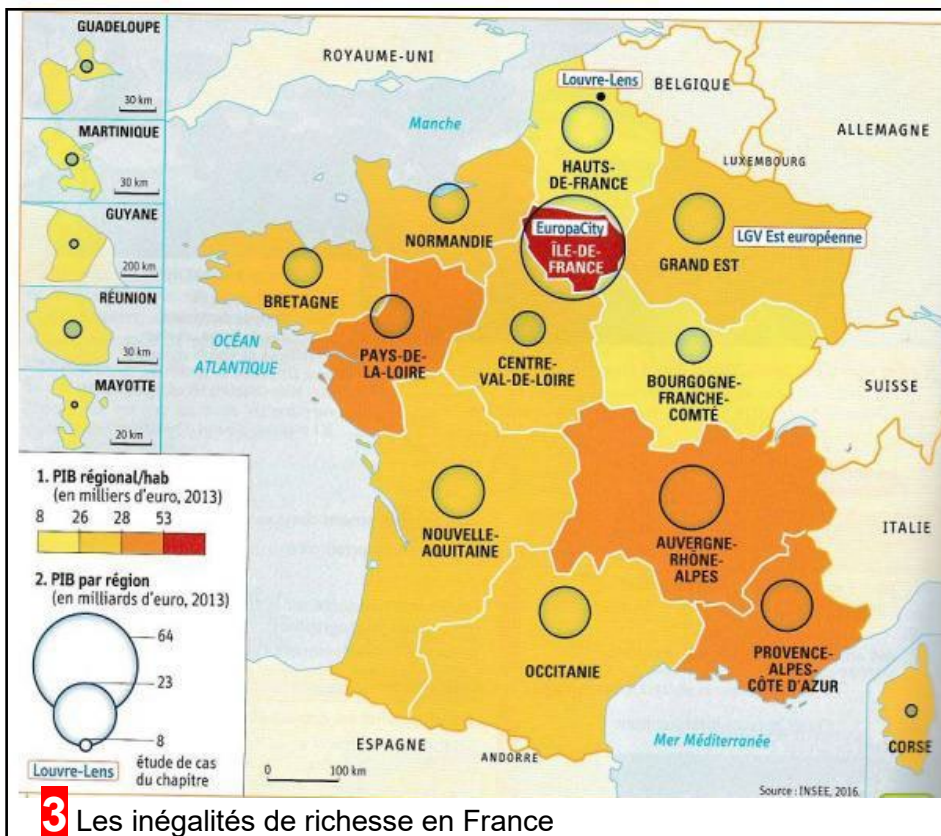 GUADELOUPE
30 km
MARTINIQUE
30 km
GUYANE
200 km
RÉUNION
30 km
MAYOTTE
20 km
ROYAUME-UNI
Louvre-Lens
BELGIQUE
Manche
ALLEMAGNE
LUXEMBOURG
HAUTS-
DE-FRANCE
NORMANDIE
EuropaCity
ÎLE-DE-
FRANCE
LGV Est européenne
GRAND EST
BRETAGNE
OCÉAN
ATLANTIQUE
PAYS-DE-
LA-LOIRE
CENTRE-
VAL-DE-LOIRE
BOURGOGNE-
FRANCHE-
COMTÉ
SUISSE
NOUVELLE-
AQUITAINE
AUVERGNE-
RHÔNE-
ALPES
ITALIE
OCCITANIE
PROVENCE-
ALPES-
CÔTE D'AZUR
ESPAGNE
ANDORRE
Mer Méditerranée
CORSE
0 100 km
1. PIB régional/hab
(en milliers d'euro, 2013)
8 26 28 53
2. PIB par région
(en milliards d'euro, 2013)
64
23
8
Louvre-Lens
étude de cas
du chapitre
Source : INSEE, 2016.
3 Les inégalités de richesse en France